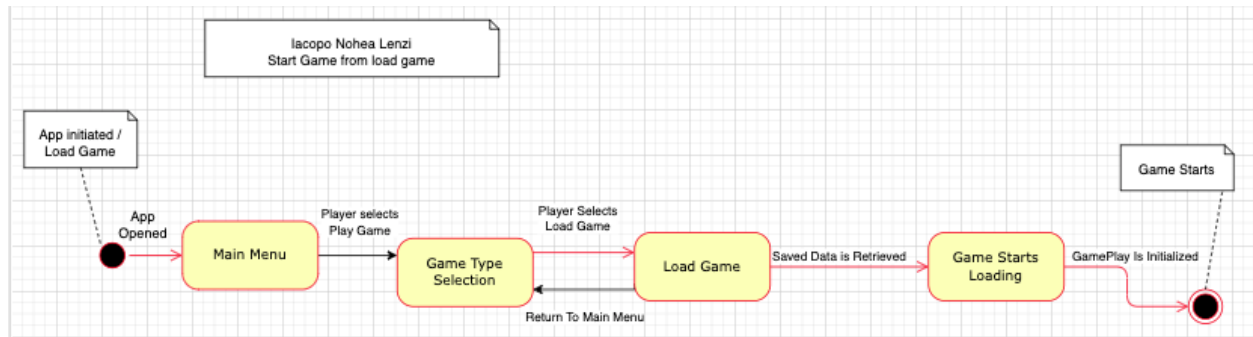 Iacopo Nohea Lenzi
Start Game from load game
App initiated /
Load Game
Game Starts
App
Opened
Main Menu
Player selects
Play Game
Game Type
Selection
Player Selects
Load Game
Return To Main Menu
Load Game
Saved Data is Retrieved
Game Starts
Loading
GamePlay Is Initialized